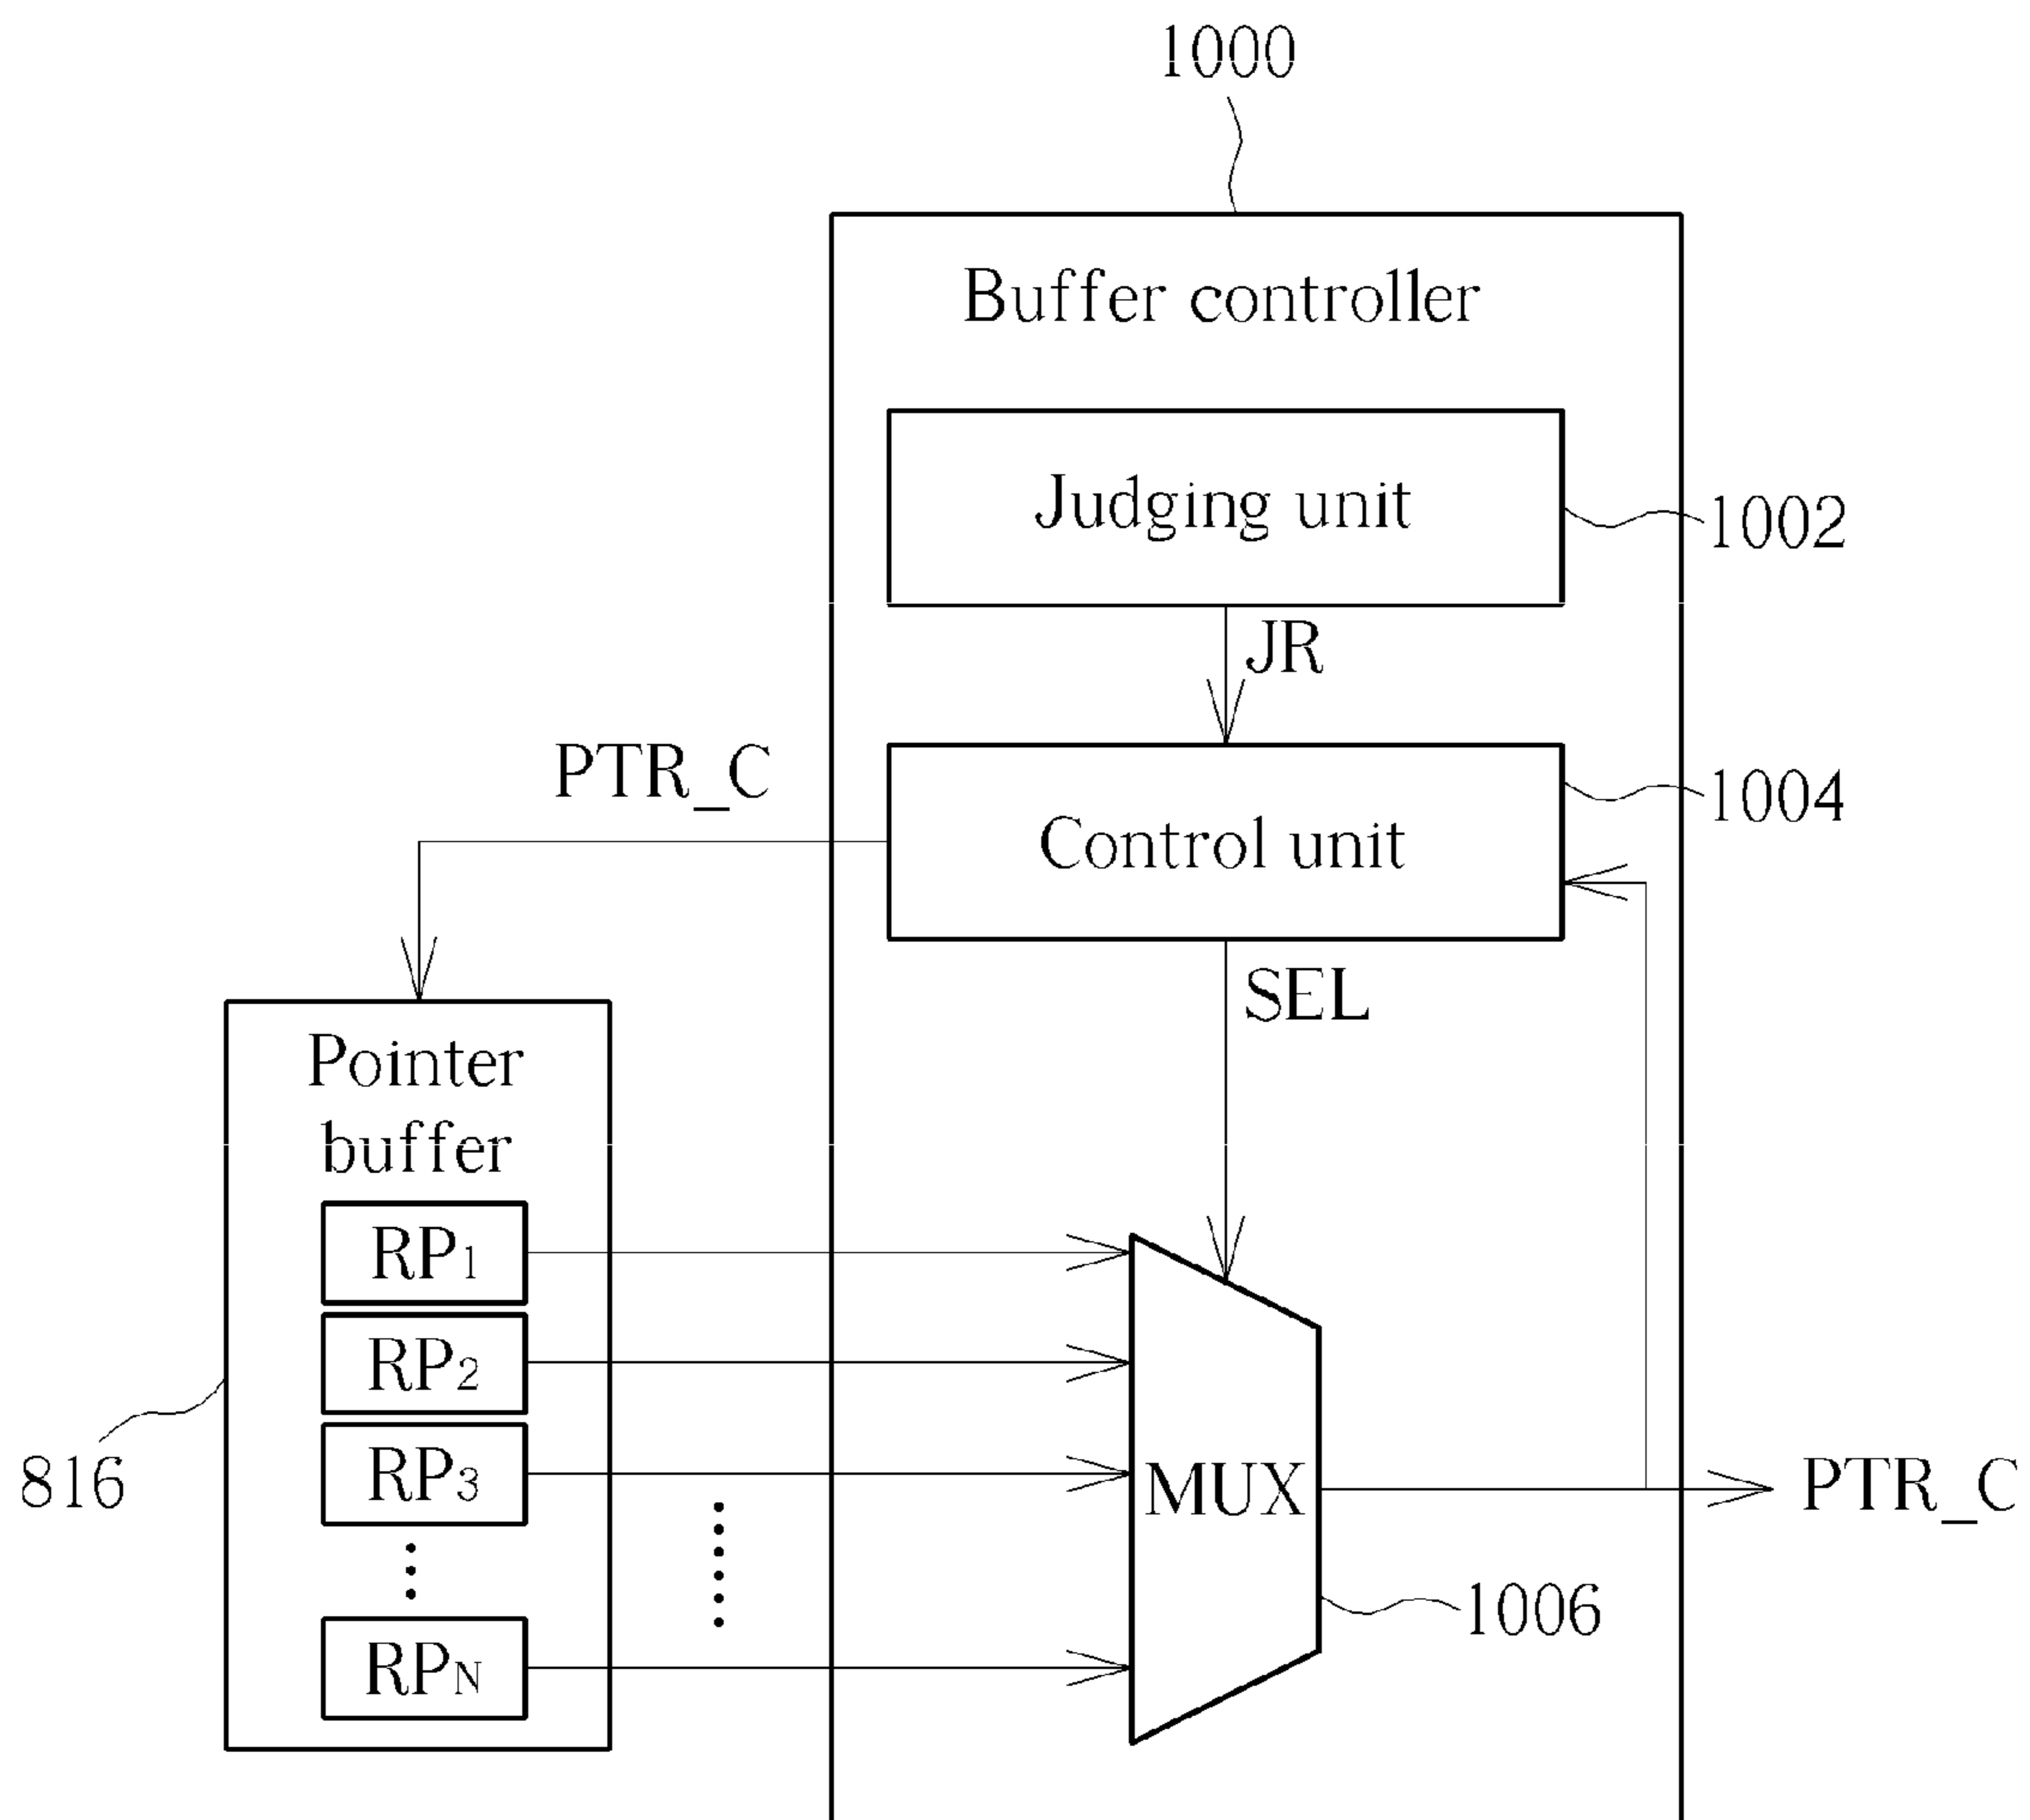 1000
Buffer controller
Judging unit
1002
JR
PTR_C
1004
Control unit
SEL
Pointer
buffer
RP1
RP2
RP3
RPN
816
MUX
PTR_C
1006